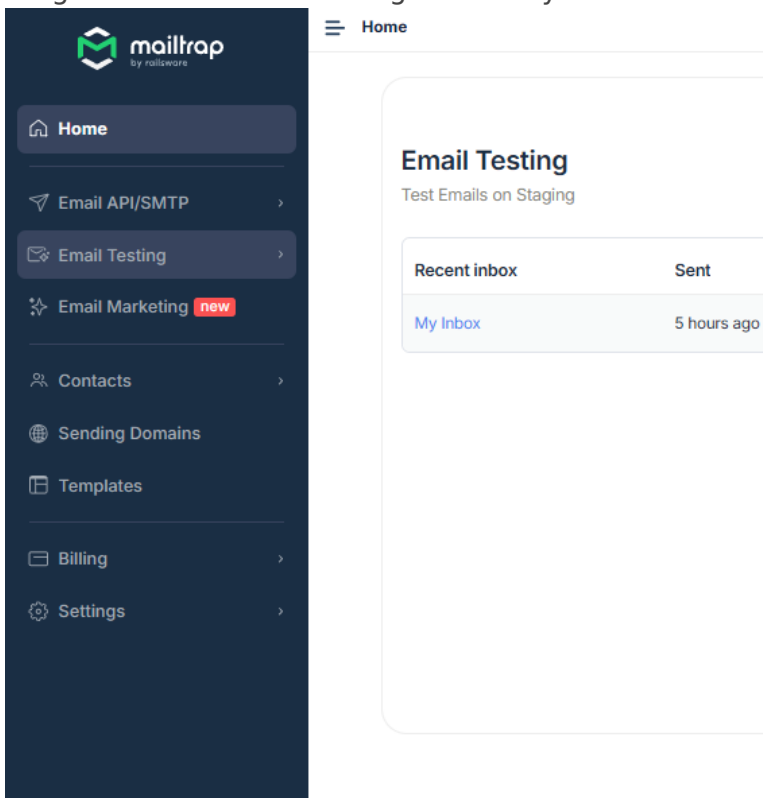 mailtrap
by railsware
Home
Email API/SMTP
Email Testing
Email Marketing new
Contacts
Sending Domains
Templates
Billing
Settings
Home
Email Testing
Test Emails on Staging
Recent inbox Sent
My Inbox 5 hours ago